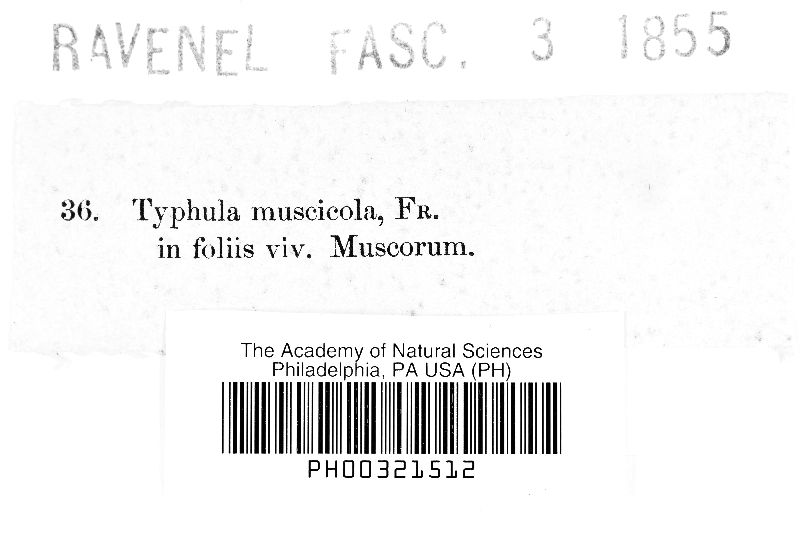 RAVENEL FASC. 3 1855
36. Typhula muscicola, Fr.
in foliis viv. Muscorum.
The Academy of Natural Sciences
Philadelphia, PA USA (PH)
PH00321512